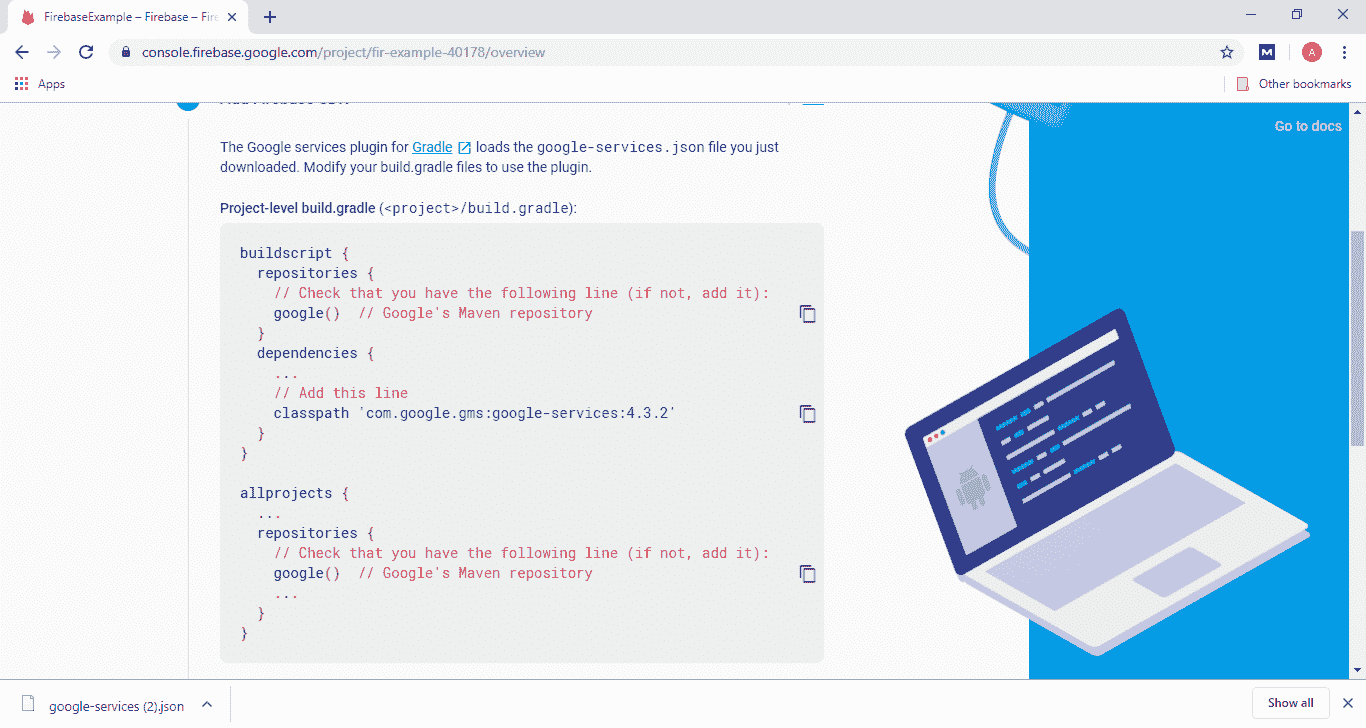 FirebaseExample – Firebase – Fire
console.firebase.google.com/project/fir-example-40178/overview
M
A
Apps
Other bookmarks
Go to docs
The Google services plugin for Gradle loads the google-services.json file you just
downloaded. Modify your build.gradle files to use the plugin.
Project-level build.gradle (<project>/build.gradle):
buildscript {
repositories {
// Check that you have the following line (if not, add it):
google() // Google's Maven repository
}
dependencies {
...
// Add this line
classpath 'com.google.gms:google-services:4.3.2'
}
}
allprojects {
...
repositories {
// Check that you have the following line (if not, add it):
google() // Google's Maven repository
...
}
}
google-services (2).json
Show all